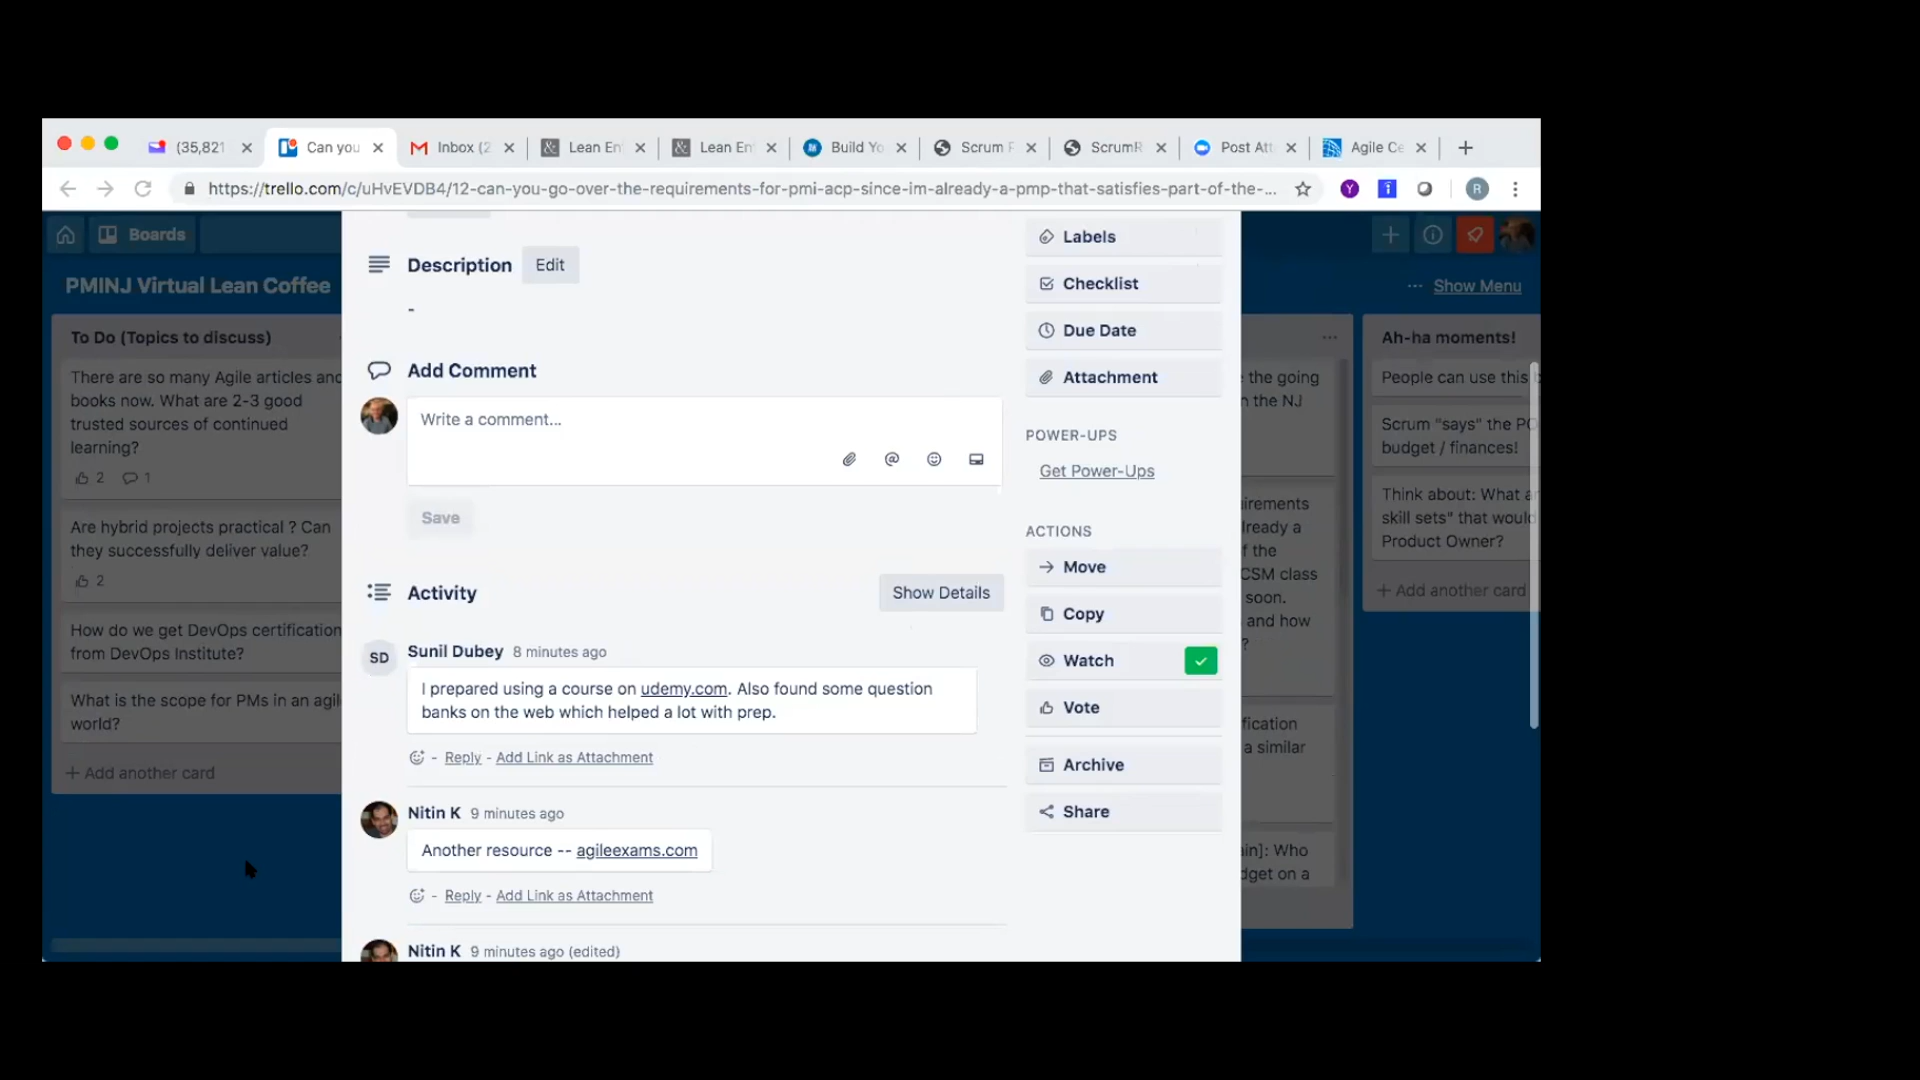 (35,821
Can you
Inbox (2
Lean En
Lean En
Build Yo
Scrum F
ScrumR
Post Att
Agile Ce
https://trello.com/c/uHvEVDB4/12-can-you-go-over-the-requirements-for-pmi-acp-since-im-already-a-pmp-that-satisfies-part-of-the-...
Y
R
Boards
PMINJ Virtual Lean Coffee
... Show Menu
To Do (Topics to discuss)
There are so many Agile articles and
books now. What are 2-3 good
trusted sources of continued
learning?
2 1
Are hybrid projects practical ? Can
they successfully deliver value?
2
How do we get DevOps certification
from DevOps Institute?
What is the scope for PMs in an agil
world?
+ Add another card
Description Edit
-
Add Comment
Write a comment...
@
Save
Activity
Show Details
SD
Sunil Dubey 8 minutes ago
I prepared using a course on udemy.com. Also found some question
banks on the web which helped a lot with prep.
- Reply - Add Link as Attachment
Nitin K 9 minutes ago
Another resource -- agileexams.com
- Reply - Add Link as Attachment
Nitin K 9 minutes ago (edited)
Labels
Checklist
Due Date
Attachment
POWER-UPS
Get Power-Ups
ACTIONS
Move
Copy
Watch
Vote
Archive
Share
...
the going
n the NJ
lready a
of the
CSM class
soon.
and how
?
a similar
ain]: Who
dget on a
Ah-ha moments!
People can use this
Scrum "says" the PO
budget / finances!
Think about: What a
skill sets" that would
Product Owner?
+ Add another card